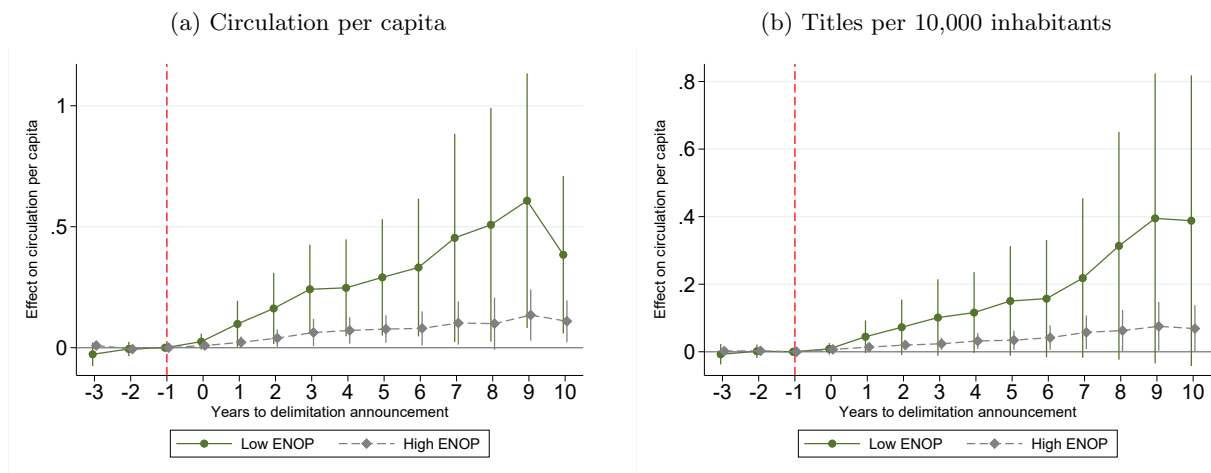 (a) Circulation per capita
Effect on circulation per capita
1
.5
0
-3 -2 -1 0 1 2 3 4 5 6 7 8 9 10
Years to delimitation announcement
Low ENOP High ENOP
(b) Titles per 10,000 inhabitants
Effect on circulation per capita
.8
.6
.4
.2
0
-3 -2 -1 0 1 2 3 4 5 6 7 8 9 10
Years to delimitation announcement
Low ENOP High ENOP